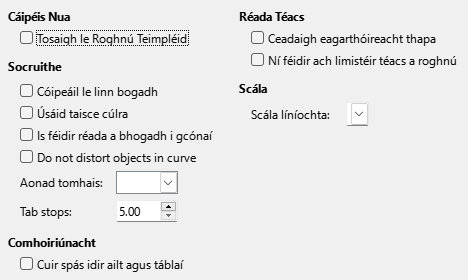 Cáipéis Nua
Tosaigh le Roghnú Teimpléid
Socruithe
Cóipeáil le linn bogadh
Úsáid taisce cúlra
Is féidir réada a bhogadh i gcónaí
Do not distort objects in curve
Aonad tomhais:
Tab stops: 5.00
Comhoiriúnacht
Cuir spás idir ailt agus táblaí
Réada Téacs
Ceadaigh eagarthóireacht thapa
Ní féidir ach limistéir téacs a roghnú
Scála
Scála líníochta: